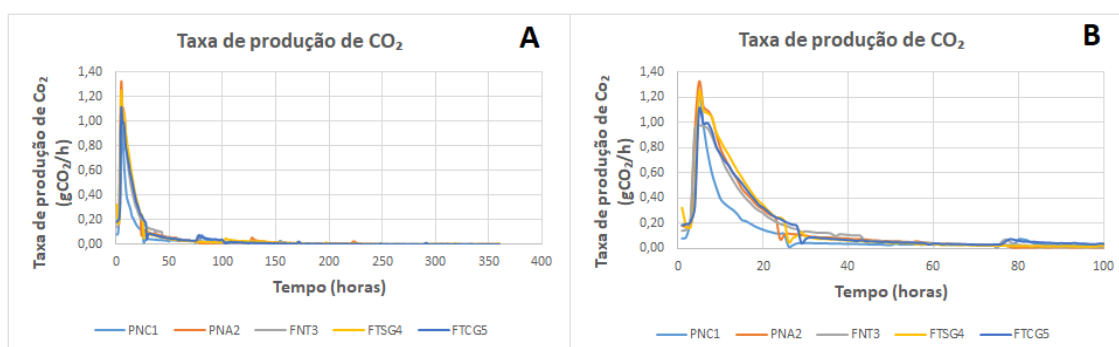 Taxa de produção de CO₂ A
Taxa de produção de Co₂
(gCO₂/h)
1,40
1,20
1,00
0,80
0,60
0,40
0,20
0,00
0 50 100 150 200 250 300 350 400
Tempo (horas)
PNC1 PNA2 FNT3 FTSG4 FTCG5
Taxa de produção de CO₂ B
Taxa de produção de Co₂
(gCO₂/h)
1,40
1,20
1,00
0,80
0,60
0,40
0,20
0,00
0 20 40 60 80 100
Tempo (horas)
PNC1 PNA2 FNT3 FTSG4 FTCG5